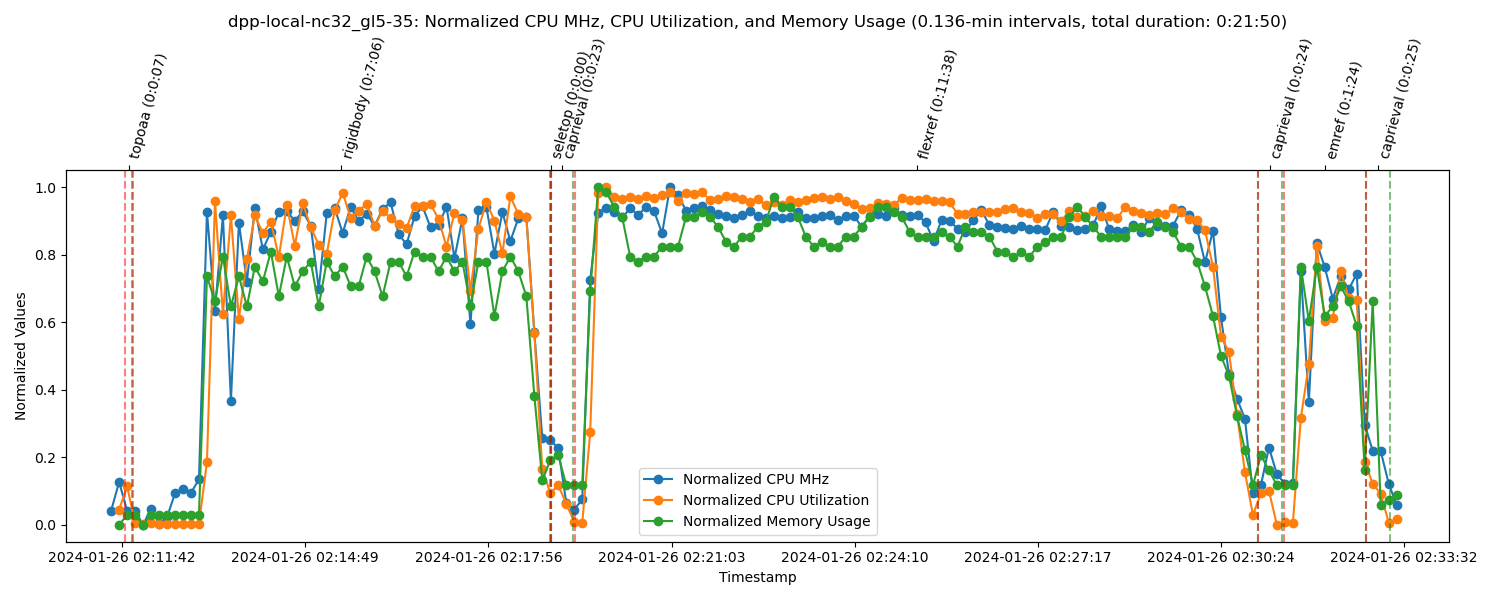 dpp-local-nc32_gl5-35: Normalized CPU MHz, CPU Utilization, and Memory Usage (0.136-min intervals, total duration: 0:21:50)
topoaa (0:0:07)
rigidbody (0:7:06)
seletop (0:0:00)
caprieval (0:0:23)
flexref (0:11:38)
caprieval (0:0:24)
emref (0:1:24)
caprieval (0:0:25)
Normalized Values
1.0
0.8
0.6
0.4
0.2
0.0
Normalized CPU MHz
Normalized CPU Utilization
Normalized Memory Usage
2024-01-26 02:11:42
2024-01-26 02:14:49
2024-01-26 02:17:56
2024-01-26 02:21:03
2024-01-26 02:24:10
2024-01-26 02:27:17
2024-01-26 02:30:24
2024-01-26 02:33:32
Timestamp